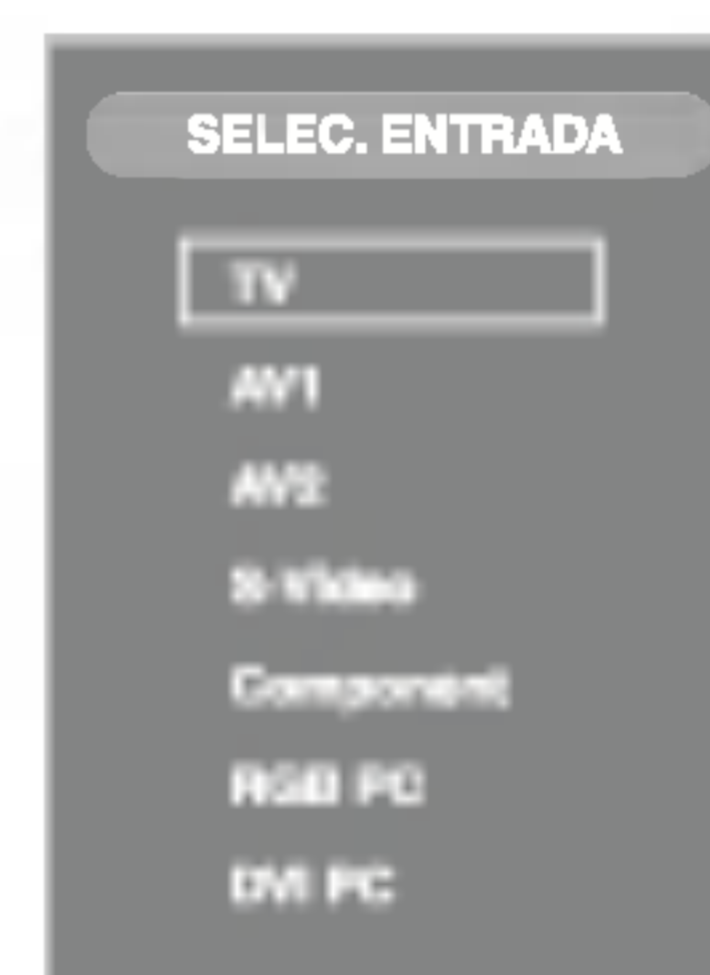 SELEC. ENTRADA
TV
AV1
AV2
S-Video
Component
RGB PC
DVI PC